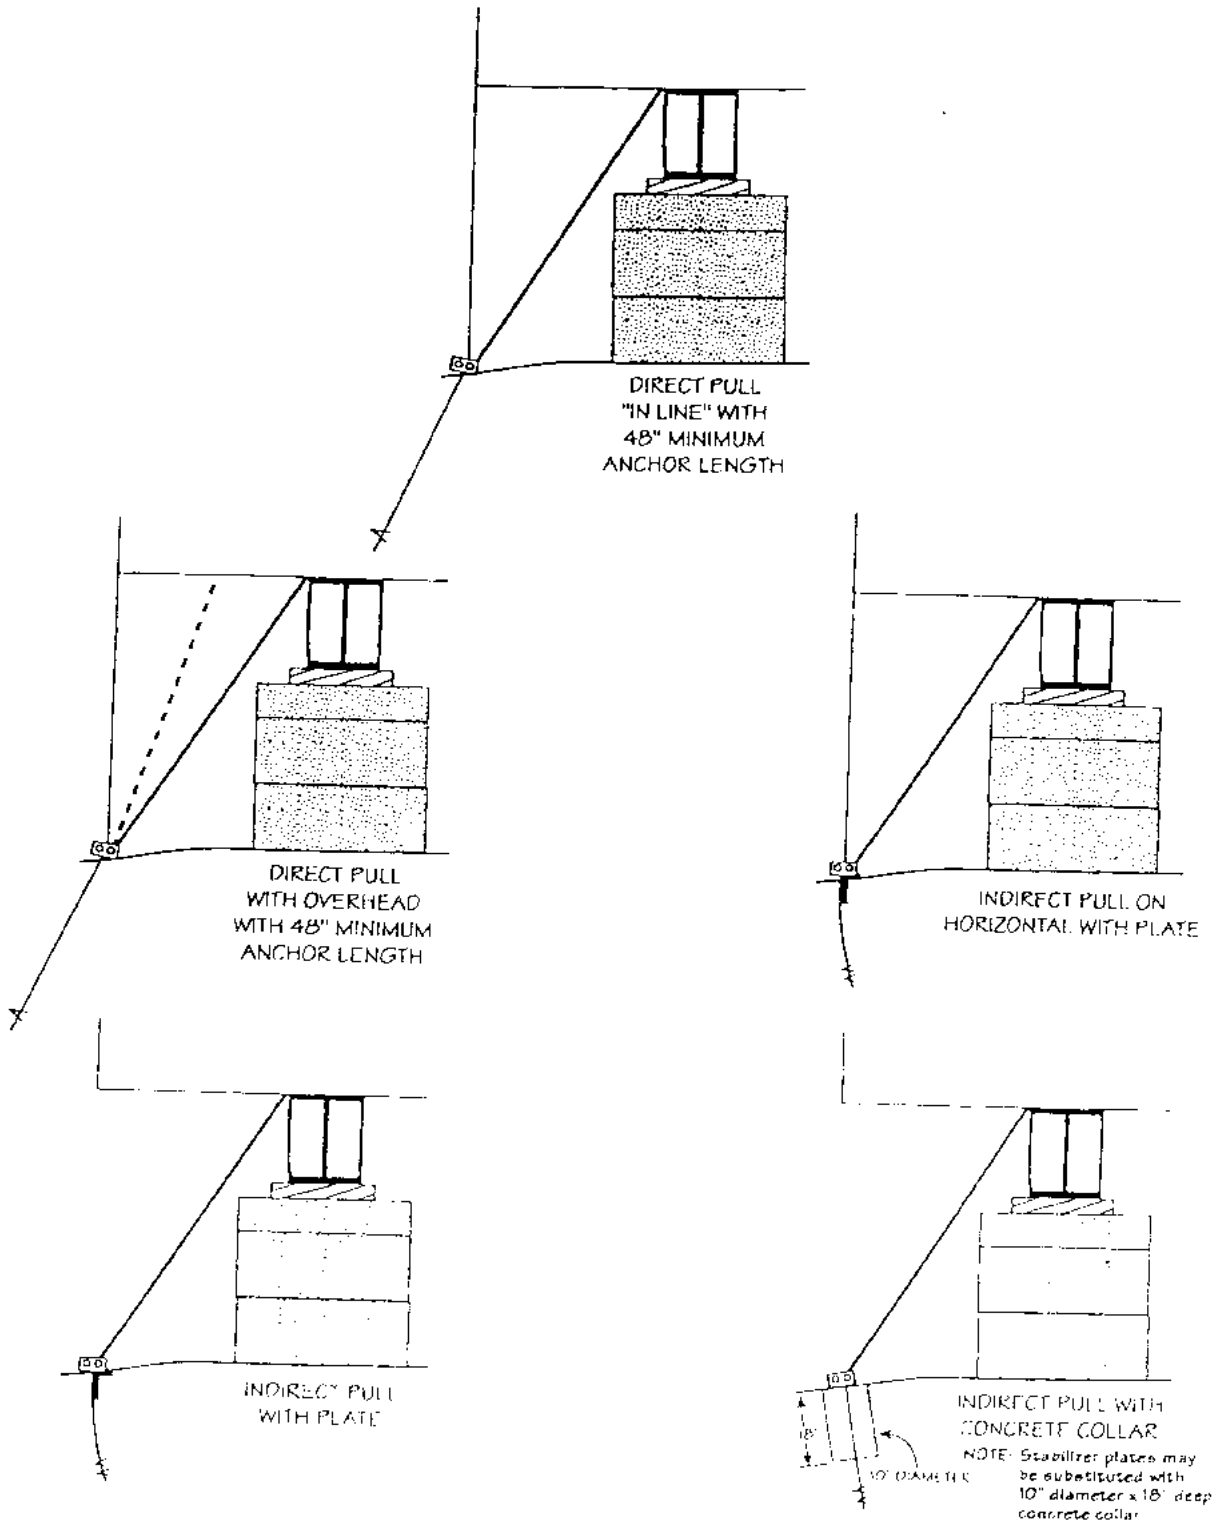 DIRECT PULL
"IN LINE" WITH
48" MINIMUM
ANCHOR LENGTH
DIRECT PULL
WITH OVERHEAD
WITH 48" MINIMUM
ANCHOR LENGTH
INDIRECT PULL ON
HORIZONTAL WITH PLATE
INDIRECT PULL
WITH PLATE
INDIRECT PULL WITH
CONCRETE COLLAR
18"
10" DIAMETER
NOTE: Stabilizer plates may
be substituted with
10" diameter x 18" deep
concrete collar